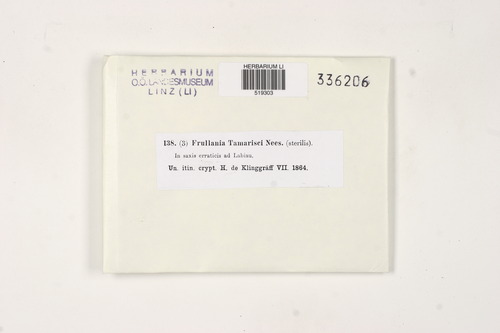 HERBARIUM
O.Ö.LANDESMUSEUM
LINZ (LI)
HERBARIUM LI
519303
336206
138. (3) Frullania Tamarisci Nees. (sterilis).
In saxis erraticis ad Labiau.
Un. itin. crypt. H. de Klinggräff VII. 1864.